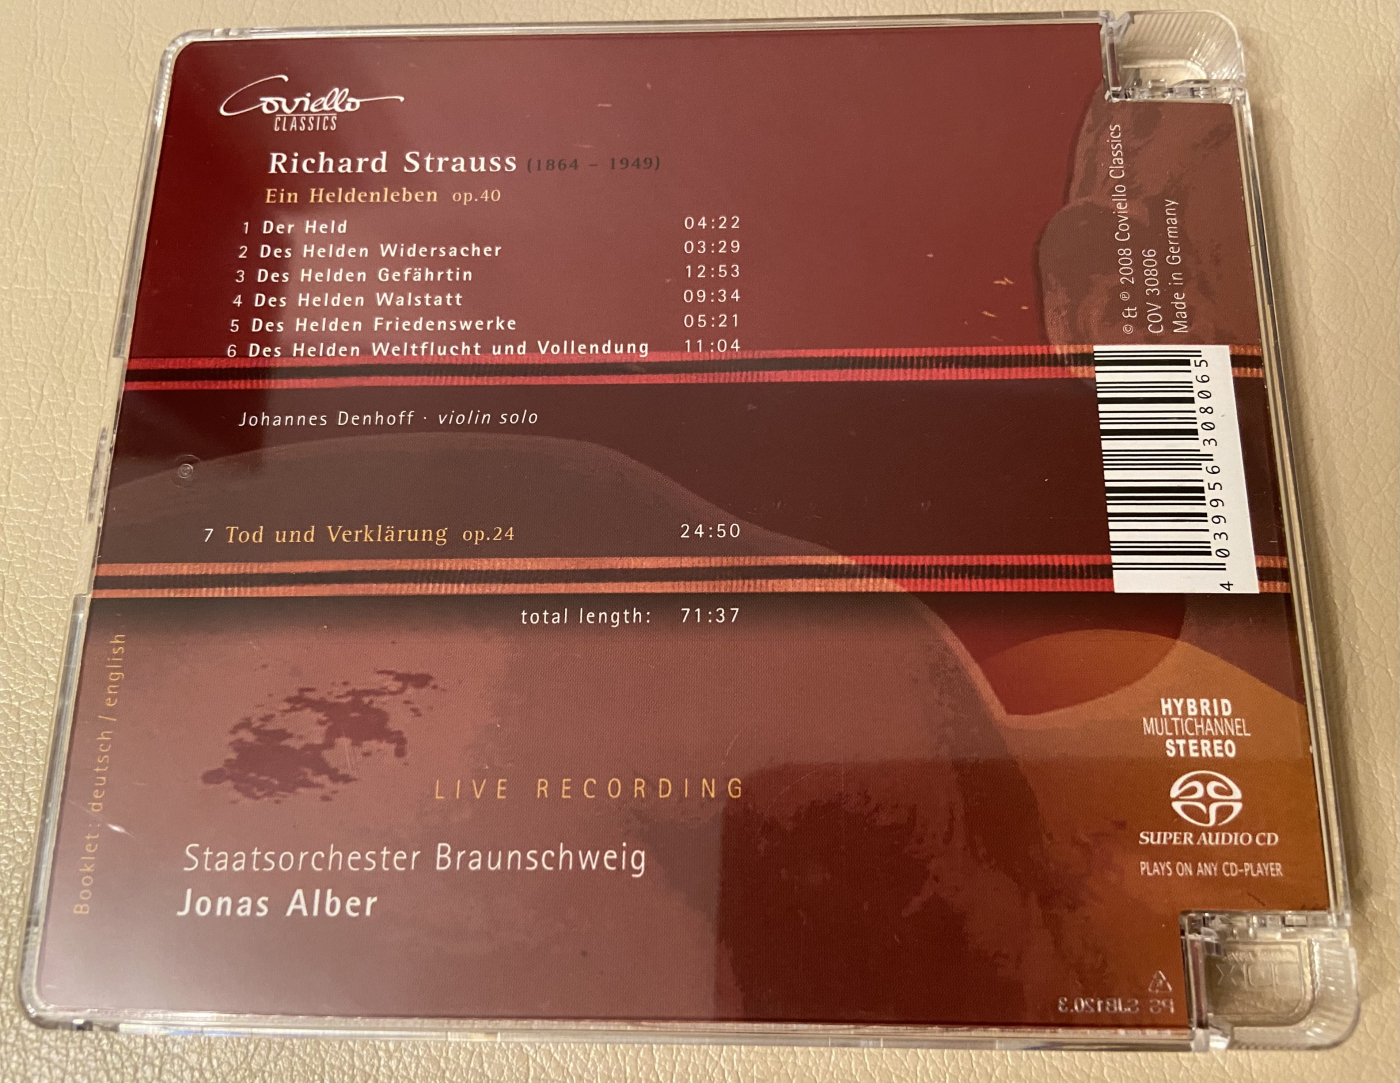 Coviello
CLASSICS
Richard Strauss (1864 – 1949)
Ein Heldenleben op.40
1 Der Held 04:22
2 Des Helden Widersacher 03:29
3 Des Helden Gefährtin 12:53
4 Des Helden Walstatt 09:34
5 Des Helden Friedenswerke 05:21
6 Des Helden Weltflucht und Vollendung 11:04
Johannes Denhoff · violin solo
7 Tod und Verklärung op.24 24:50
total length: 71:37
LIVE RECORDING
Staatsorchester Braunschweig
Jonas Alber
Booklet: deutsch / english
© & ℗ 2008 Coviello Classics
COV 30806
Made in Germany
4 039956 308065
HYBRID
MULTICHANNEL
STEREO
SUPER AUDIO CD
PLAYS ON ANY CD-PLAYER
PS SJB120.3